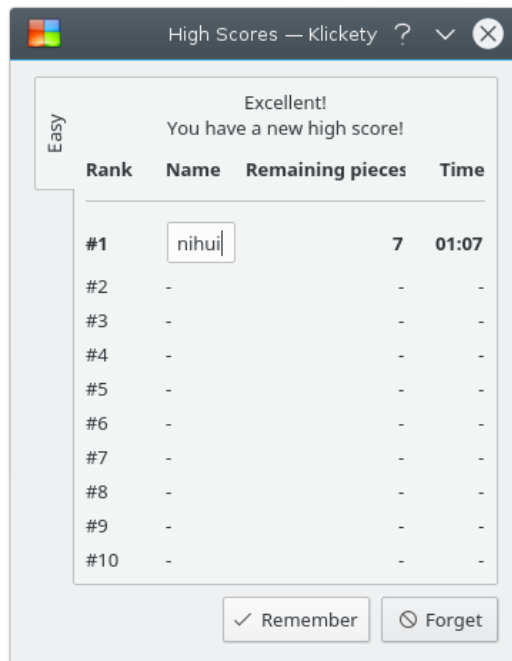 High Scores — Klickety
Easy
Excellent!
You have a new high score!
Rank Name Remaining pieces Time
#1 nihui 7 01:07
#2 - - -
#3 - - -
#4 - - -
#5 - - -
#6 - - -
#7 - - -
#8 - - -
#9 - - -
#10 - - -
Remember Forget